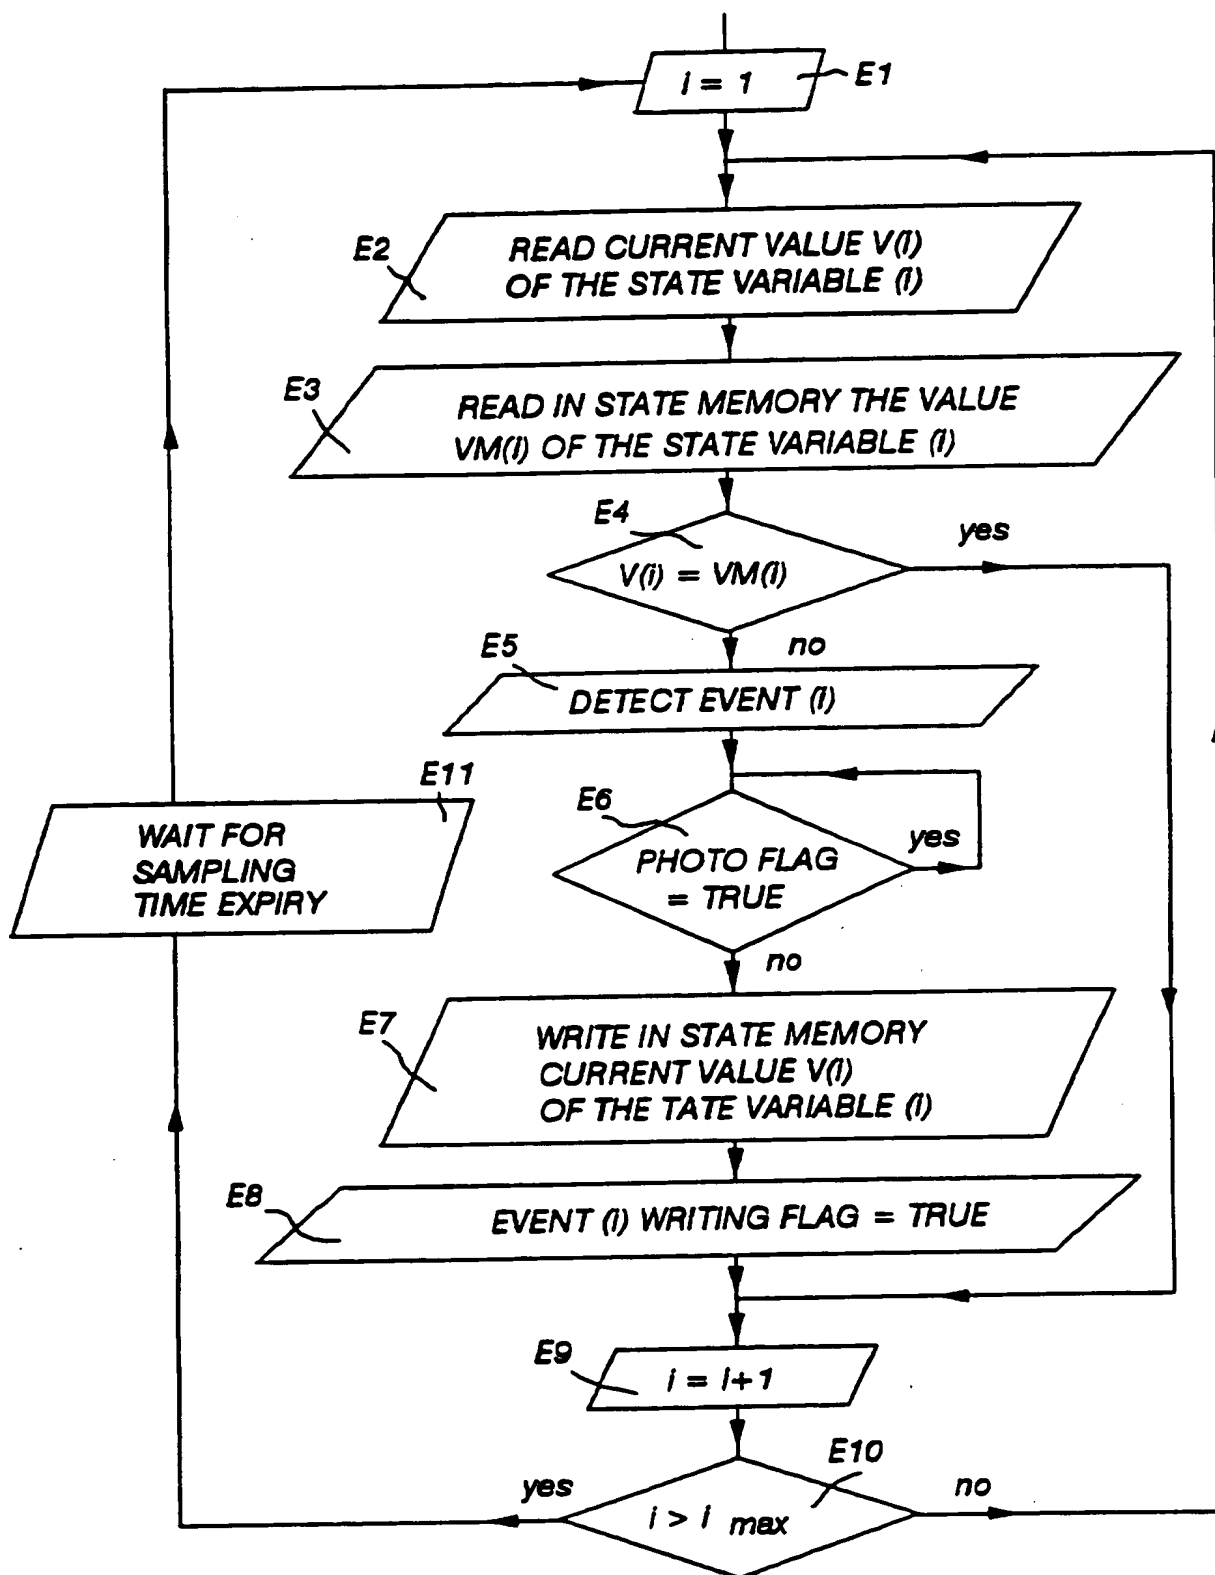 i = 1
E1
E2
READ CURRENT VALUE V(i)
OF THE STATE VARIABLE (i)
E3
READ IN STATE MEMORY THE VALUE
VM(i) OF THE STATE VARIABLE (i)
E4
yes
V(i) = VM(i)
no
E5
DETECT EVENT (i)
E11
WAIT FOR
SAMPLING
TIME EXPIRY
E6
yes
PHOTO FLAG
= TRUE
no
E7
WRITE IN STATE MEMORY
CURRENT VALUE V(i)
OF THE TATE VARIABLE (i)
E8
EVENT (i) WRITING FLAG = TRUE
E9
i = i+1
E10
yes
no
i > i max